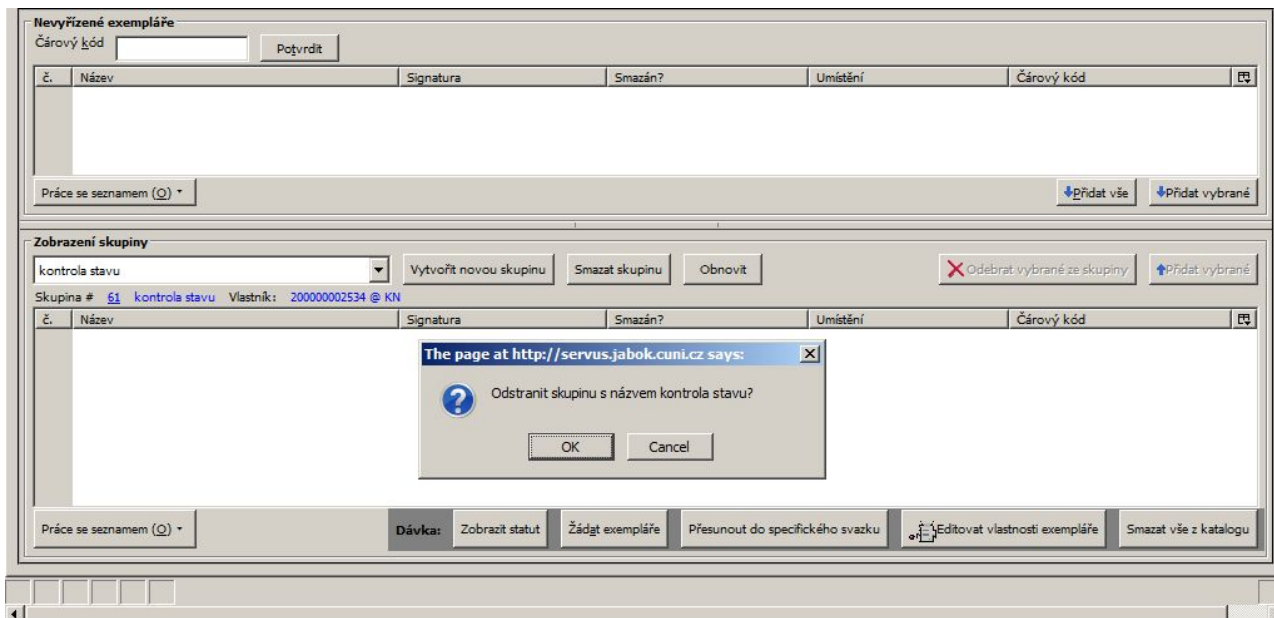 Nevyřízené exempláře
Čárový kód Potvrdit
č. Název Signatura Smazán? Umístění Čárový kód
Práce se seznamem (O) Přidat vše Přidat vybrané
Zobrazení skupiny
kontrola stavu Vytvořit novou skupinu Smazat skupinu Obnovit Odebrat vybrané ze skupiny Přidat vybrané
Skupina # 61 kontrola stavu Vlastník: 200000002534 @ KN
č. Název Signatura Smazán? Umístění Čárový kód
The page at http://servus.jabok.cuni.cz says:
Odstranit skupinu s názvem kontrola stavu?
OK Cancel
Práce se seznamem (O) Dávka: Zobrazit statut Žádat exempláře Přesunout do specifického svazku Editovat vlastnosti exempláře Smazat vše z katalogu